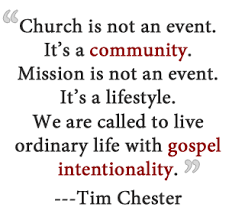 “Church is not an event.
It's a community.
Mission is not an event.
It's a lifestyle.
We are called to live
ordinary life with gospel
intentionality. ”
---Tim Chester